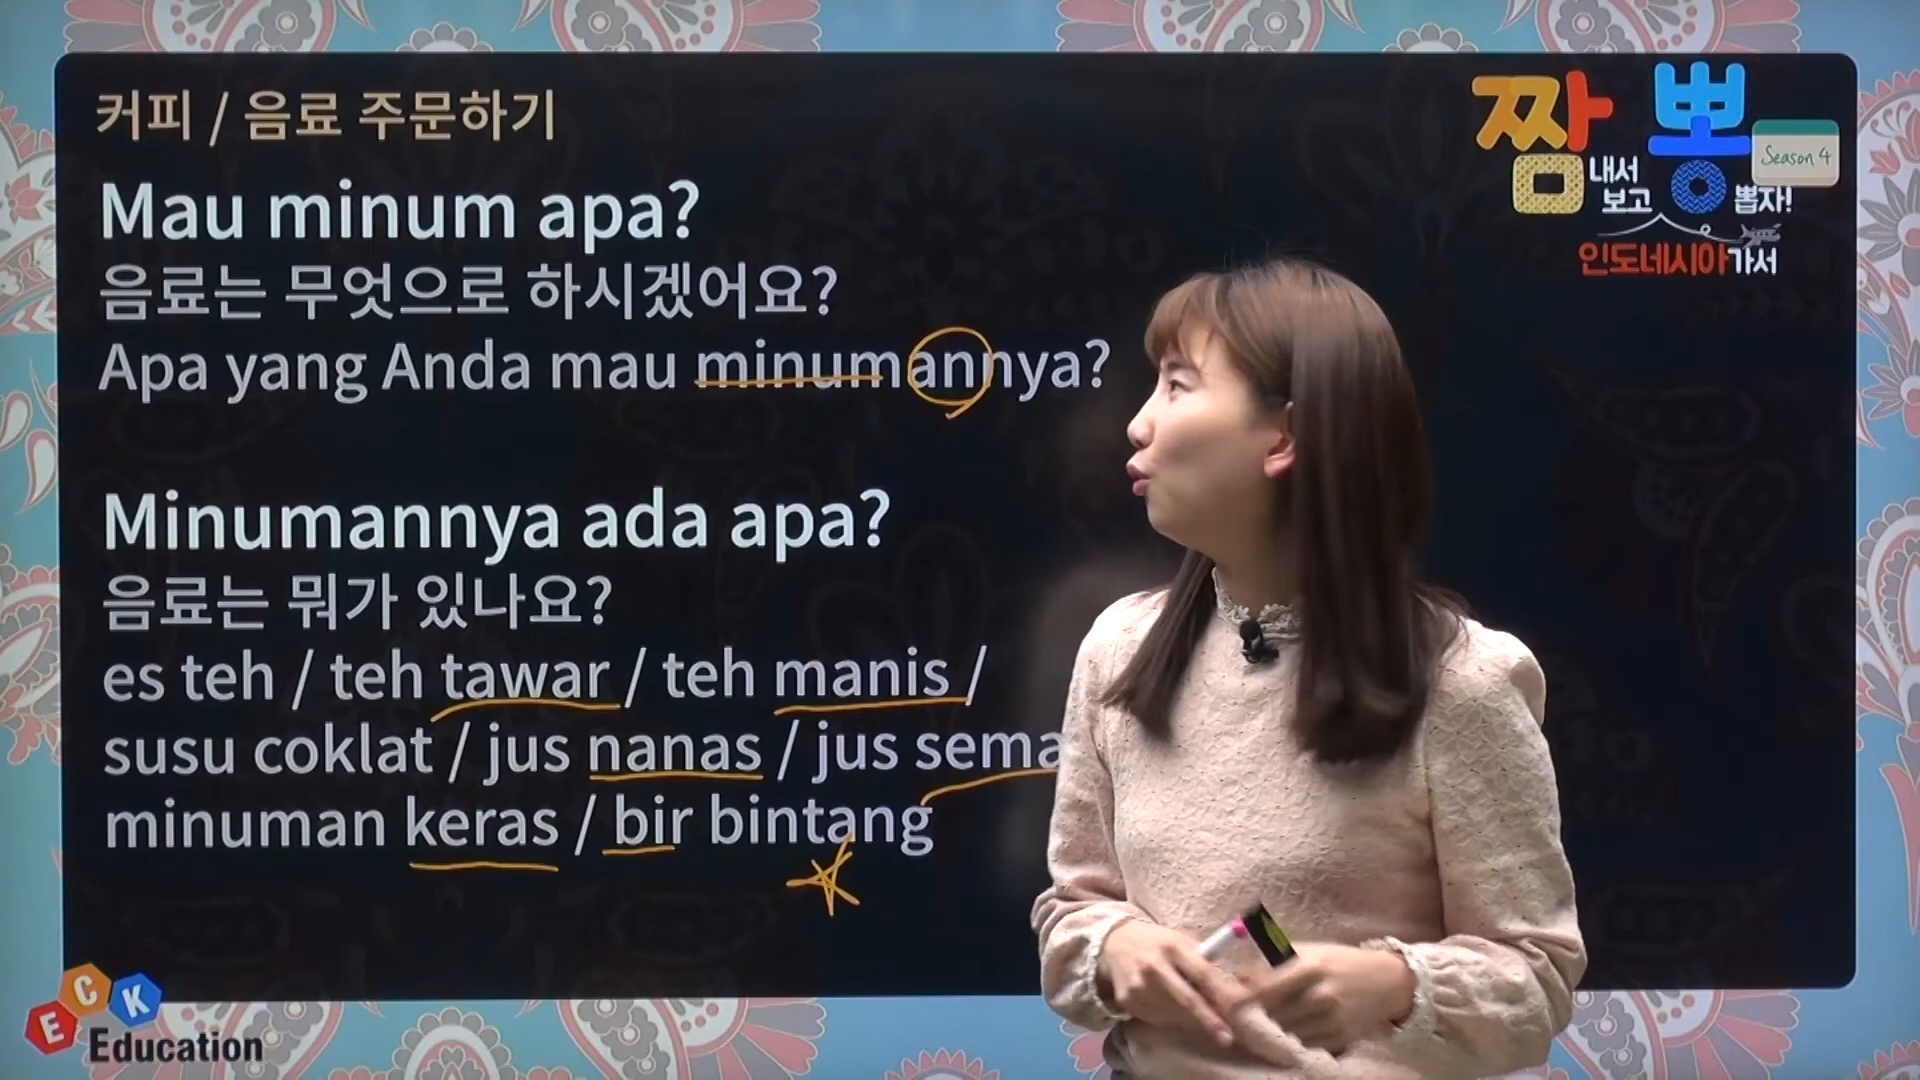 커피 / 음료 주문하기
Mau minum apa?
음료는 무엇으로 하시겠어요?
Apa yang Anda mau minumannya?
Minumannya ada apa?
음료는 뭐가 있나요?
es teh / teh tawar / teh manis /
susu coklat / jus nanas / jus sema
minuman keras / bir bintang
짬뽕
Season 4
내서
보고
뽑자!
인도네시아가서
ECK
Education